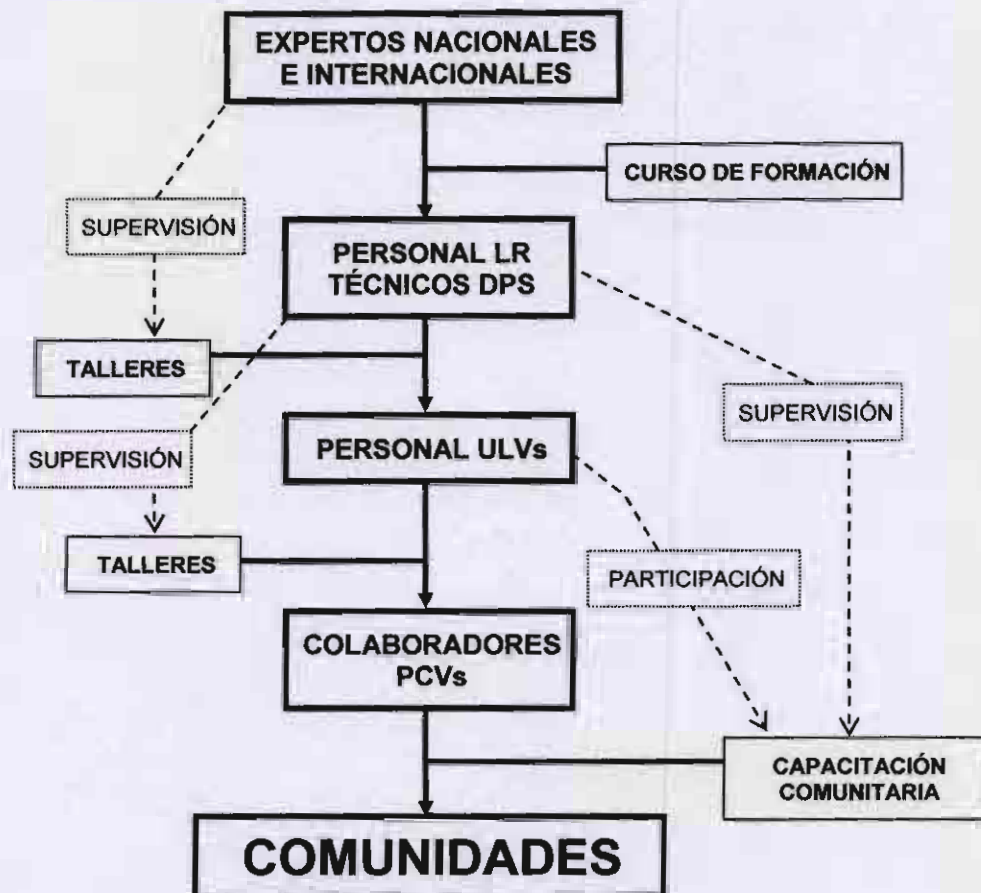 EXPERTOS NACIONALES
E INTERNACIONALES
CURSO DE FORMACIÓN
SUPERVISIÓN
PERSONAL LR
TÉCNICOS DPS
TALLERES
SUPERVISIÓN
PERSONAL ULVs
SUPERVISIÓN
TALLERES
PARTICIPACIÓN
COLABORADORES
PCVs
CAPACITACIÓN
COMUNITARIA
COMUNIDADES